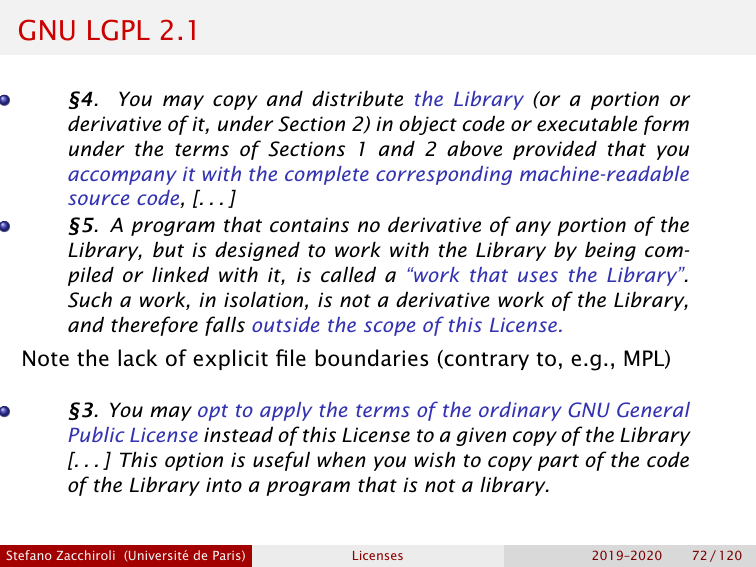 GNU LGPL 2.1
§4. You may copy and distribute the Library (or a portion or
derivative of it, under Section 2) in object code or executable form
under the terms of Sections 1 and 2 above provided that you
accompany it with the complete corresponding machine-readable
source code, [...]
§5. A program that contains no derivative of any portion of the
Library, but is designed to work with the Library by being com-
piled or linked with it, is called a “work that uses the Library”.
Such a work, in isolation, is not a derivative work of the Library,
and therefore falls outside the scope of this License.
Note the lack of explicit file boundaries (contrary to, e.g., MPL)
§3. You may opt to apply the terms of the ordinary GNU General
Public License instead of this License to a given copy of the Library
[...] This option is useful when you wish to copy part of the code
of the Library into a program that is not a library.
Stefano Zacchiroli (Université de Paris) Licenses 2019–2020 72 / 120